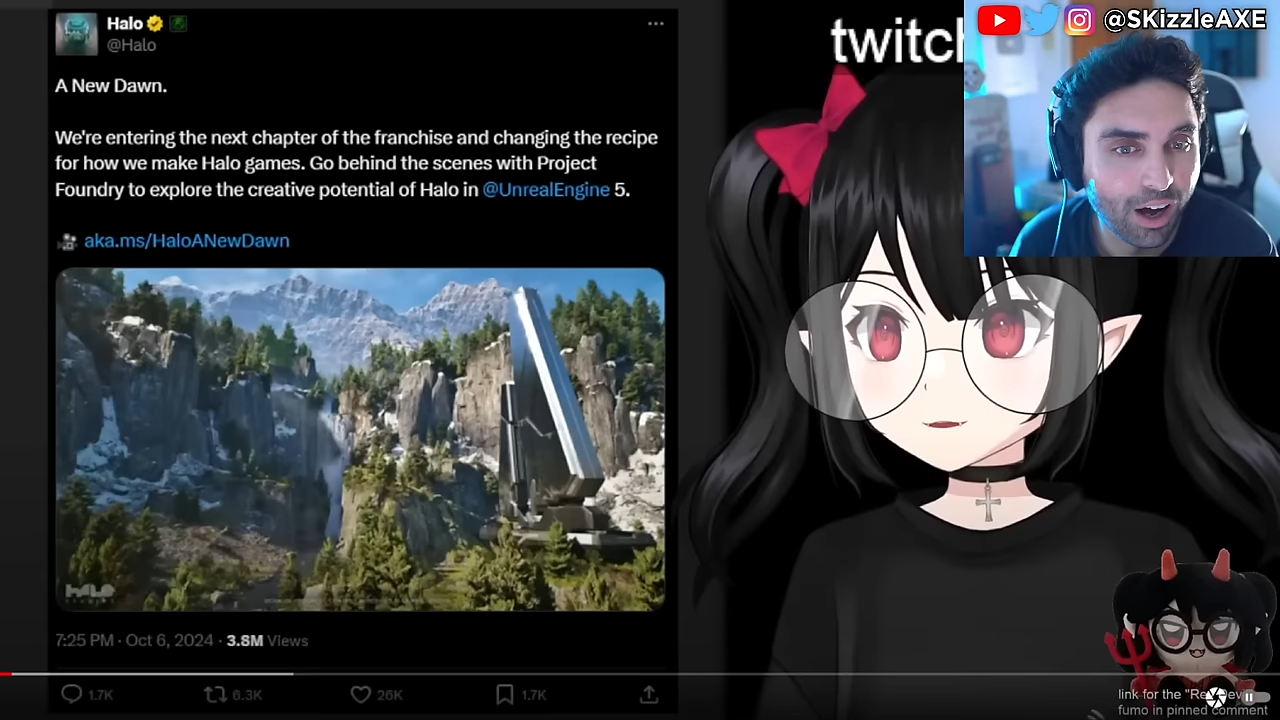 Halo
@Halo
A New Dawn.
We're entering the next chapter of the franchise and changing the recipe
for how we make Halo games. Go behind the scenes with Project
Foundry to explore the creative potential of Halo in @UnrealEngine 5.
aka.ms/HaloANewDawn
HALO
7:25 PM · Oct 6, 2024 · 3.8M Views
1.7K
6.3K
26K
1.7K
twitch
@SKizzleAXE
link for the "Red Devil"
fumo in pinned comment